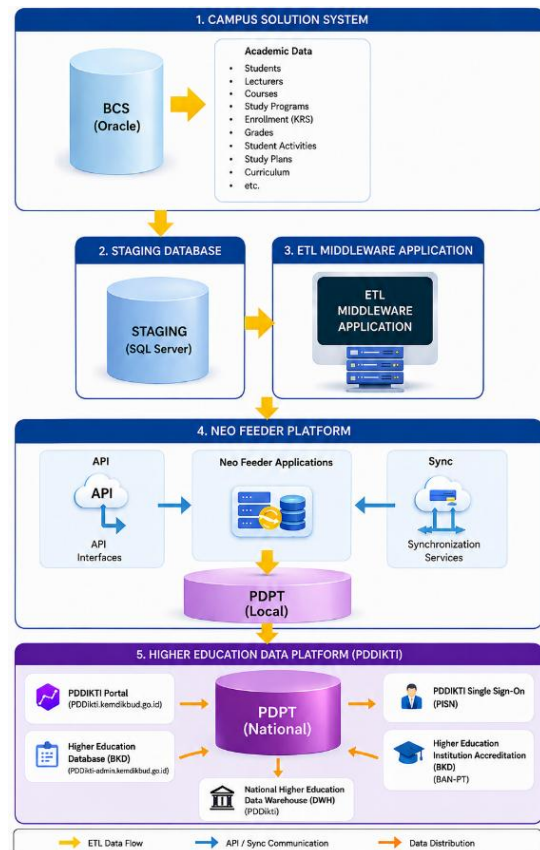 1. CAMPUS SOLUTION SYSTEM
BCS
(Oracle)
Academic Data
• Students
• Lecturers
• Courses
• Study Programs
• Enrollment (KRS)
• Grades
• Student Activities
• Study Plans
• Curriculum
• etc.
2. STAGING DATABASE
STAGING
(SQL Server)
3. ETL MIDDLEWARE APPLICATION
ETL
MIDDLEWARE
APPLICATION
4. NEO FEEDER PLATFORM
API
API
API
Interfaces
Neo Feeder Applications
Sync
Synchronization
Services
PDPT
(Local)
5. HIGHER EDUCATION DATA PLATFORM (PDDIKTI)
PDDIKTI Portal
(PDDikti.kemdikbud.go.id)
Higher Education
Database (BKD)
(PDDikti-admin.kemdikbud.go.id)
PDPT
(National)
PDDIKTI Single Sign-On
(PISN)
Higher Education
Institution Accreditation
(BKD)
(BAN-PT)
National Higher Education
Data Warehouse (DWH)
(PDDikti)
ETL Data Flow
API / Sync Communication
Data Distribution